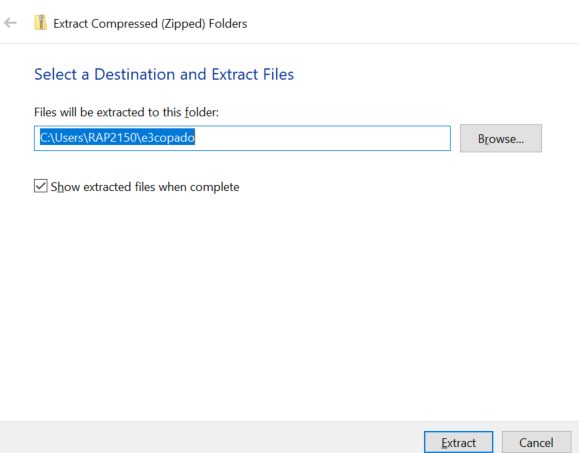 Extract Compressed (Zipped) Folders
Select a Destination and Extract Files
Files will be extracted to this folder:
C:\Users\RAP2150\e3copado
Browse...
Show extracted files when complete
Extract
Cancel